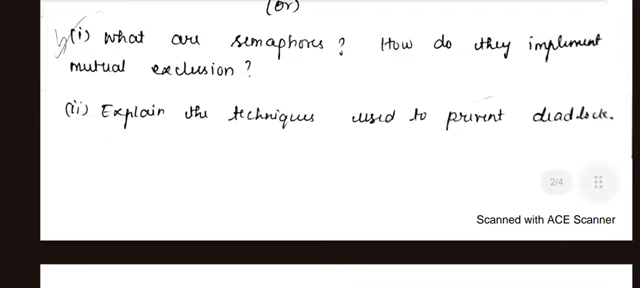 (or)
b) (i) What are semaphores ? How do they implement
mutual exclusion ?
(ii) Explain the techniques used to prevent deadlock.
2/4
Scanned with ACE Scanner